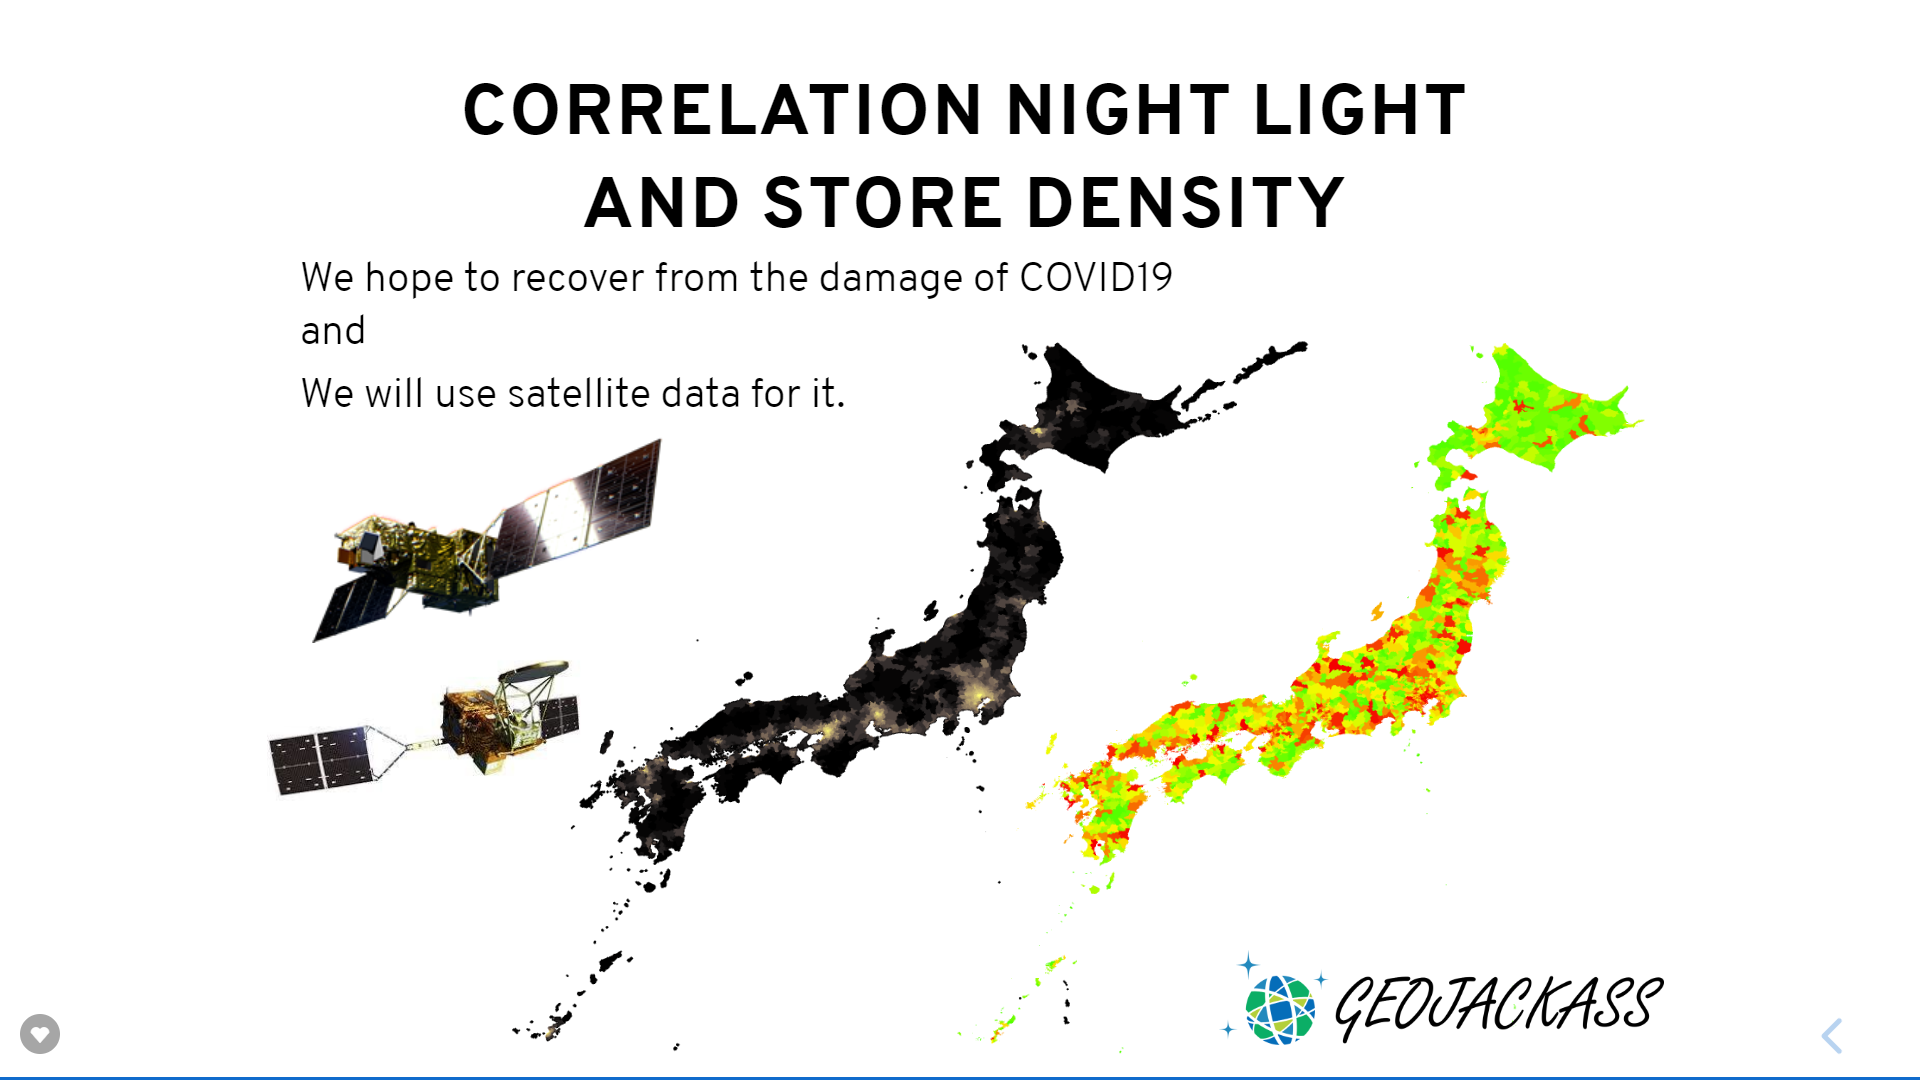 CORRELATION NIGHT LIGHT
AND STORE DENSITY
We hope to recover from the damage of COVID19
and
We will use satellite data for it.
GEOJACKASS